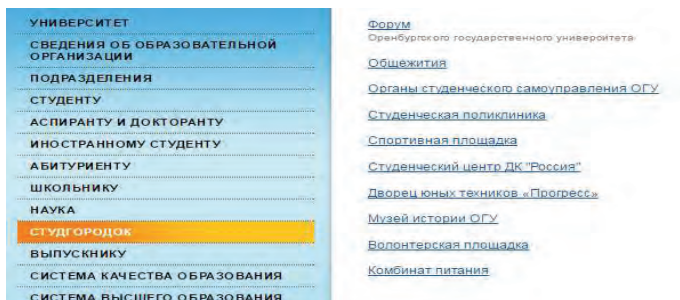 УНИВЕРСИТЕТ
СВЕДЕНИЯ ОБ ОБРАЗОВАТЕЛЬНОЙ
ОРГАНИЗАЦИИ
ПОДРАЗДЕЛЕНИЯ
СТУДЕНТУ
АСПИРАНТУ И ДОКТОРАНТУ
ИНОСТРАННОМУ СТУДЕНТУ
АБИТУРИЕНТУ
ШКОЛЬНИКУ
НАУКА
СТУДГОРОДОК
ВЫПУСКНИКУ
СИСТЕМА КАЧЕСТВА ОБРАЗОВАНИЯ
СИСТЕМА ВЫСШЕГО ОБРАЗОВАНИЯ
Форум
Оренбургского государственного университета
Общежития
Органы студенческого самоуправления ОГУ
Студенческая поликлиника
Спортивная площадка
Студенческий центр ДК "Россия"
Дворец юных техников «Прогресс»
Музей истории ОГУ
Волонтерская площадка
Комбинат питания